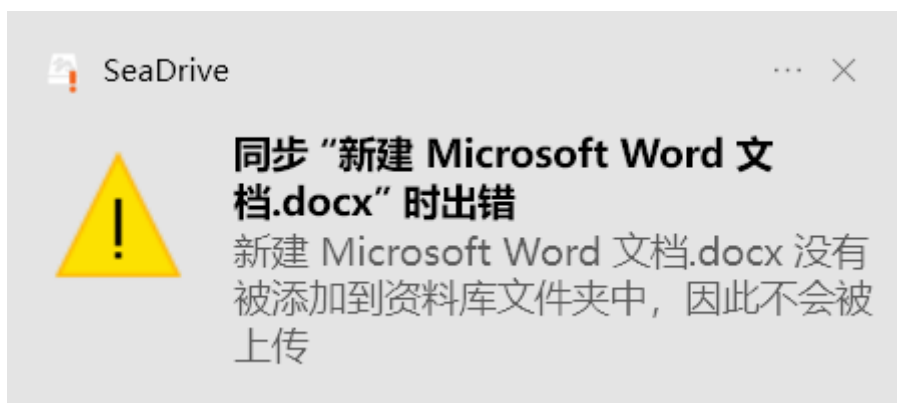 SeaDrive
同步 “新建 Microsoft Word 文
档.docx” 时出错
新建 Microsoft Word 文档.docx 没有
被添加到资料库文件夹中，因此不会被
上传